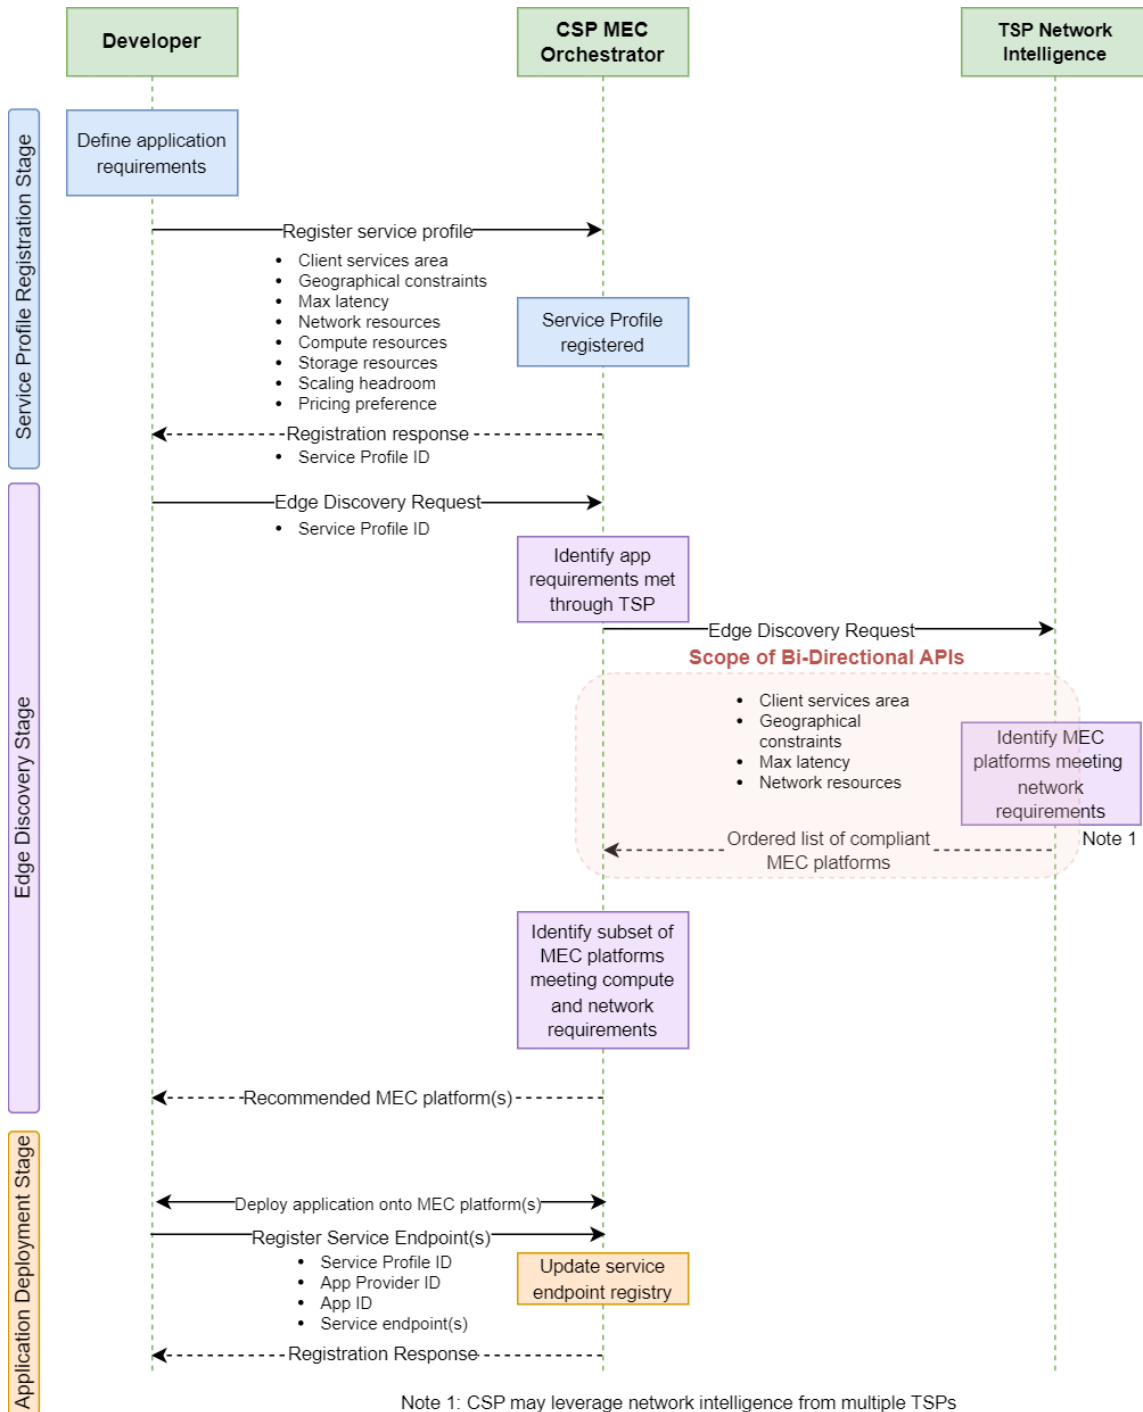 Developer
CSP MEC
Orchestrator
TSP Network
Intelligence
Service Profile Registration Stage
Define application
requirements
Register service profile
• Client services area
• Geographical constraints
• Max latency
• Network resources
• Compute resources
• Storage resources
• Scaling headroom
• Pricing preference
Service Profile
registered
Registration response
• Service Profile ID
Edge Discovery Stage
Edge Discovery Request
• Service Profile ID
Identify app
requirements met
through TSP
Edge Discovery Request
Scope of Bi-Directional APIs
• Client services area
• Geographical
constraints
• Max latency
• Network resources
Identify MEC
platforms meeting
network
requirements
Note 1
Ordered list of compliant
MEC platforms
Identify subset of
MEC platforms
meeting compute
and network
requirements
Recommended MEC platform(s)
Application Deployment Stage
Deploy application onto MEC platform(s)
Register Service Endpoint(s)
• Service Profile ID
• App Provider ID
• App ID
• Service endpoint(s)
Update service
endpoint registry
Registration Response
Note 1: CSP may leverage network intelligence from multiple TSPs